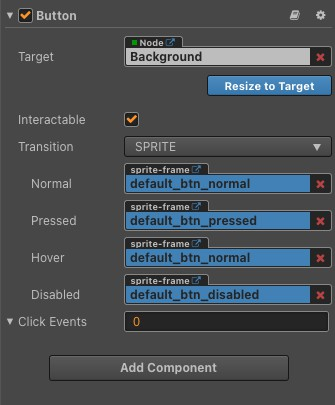 Button
Node
Target
Background
Resize to Target
Interactable
Transition
SPRITE
sprite-frame
Normal
default_btn_normal
sprite-frame
Pressed
default_btn_pressed
sprite-frame
Hover
default_btn_normal
sprite-frame
Disabled
default_btn_disabled
Click Events
0
Add Component